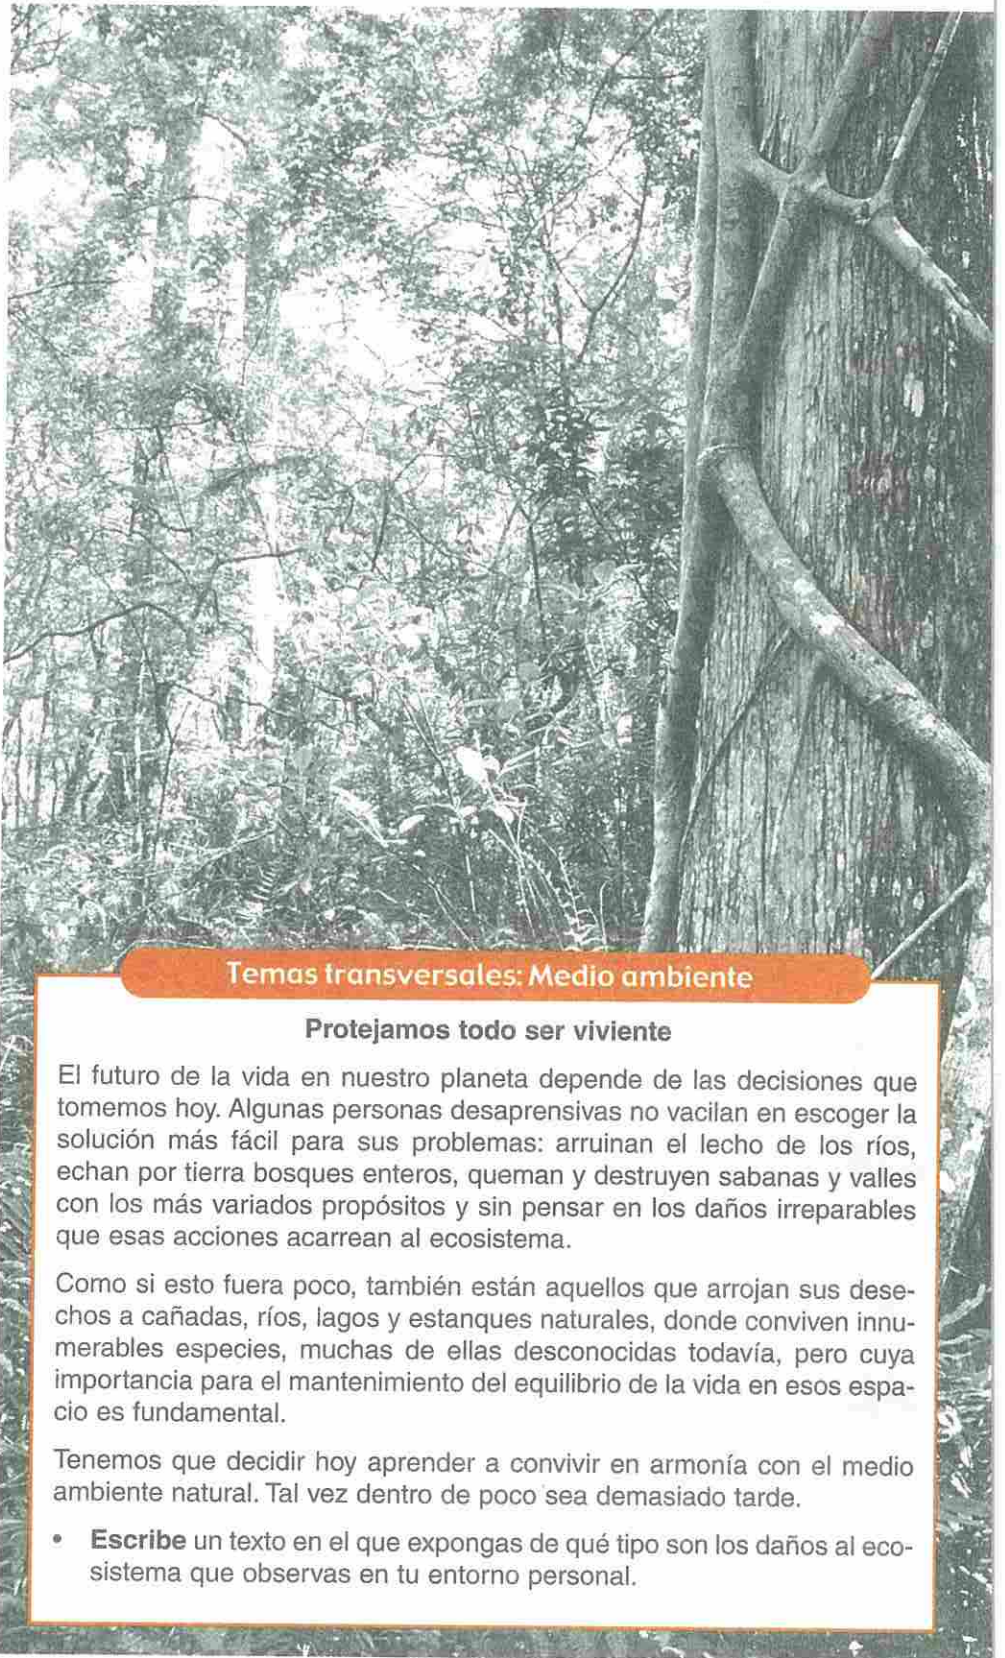 Temas transversales: Medio ambiente
Protejamos todo ser viviente
El futuro de la vida en nuestro planeta depende de las decisiones que
tomemos hoy. Algunas personas desaprensivas no vacilan en escoger la
solución más fácil para sus problemas: arruinan el lecho de los ríos,
echan por tierra bosques enteros, queman y destruyen sabanas y valles
con los más variados propósitos y sin pensar en los daños irreparables
que esas acciones acarrean al ecosistema.
Como si esto fuera poco, también están aquellos que arrojan sus dese-
chos a cañadas, ríos, lagos y estanques naturales, donde conviven innu-
merables especies, muchas de ellas desconocidas todavía, pero cuya
importancia para el mantenimiento del equilibrio de la vida en esos espa-
cio es fundamental.
Tenemos que decidir hoy aprender a convivir en armonía con el medio
ambiente natural. Tal vez dentro de poco sea demasiado tarde.
• Escribe un texto en el que expongas de qué tipo son los daños al eco-
sistema que observas en tu entorno personal.